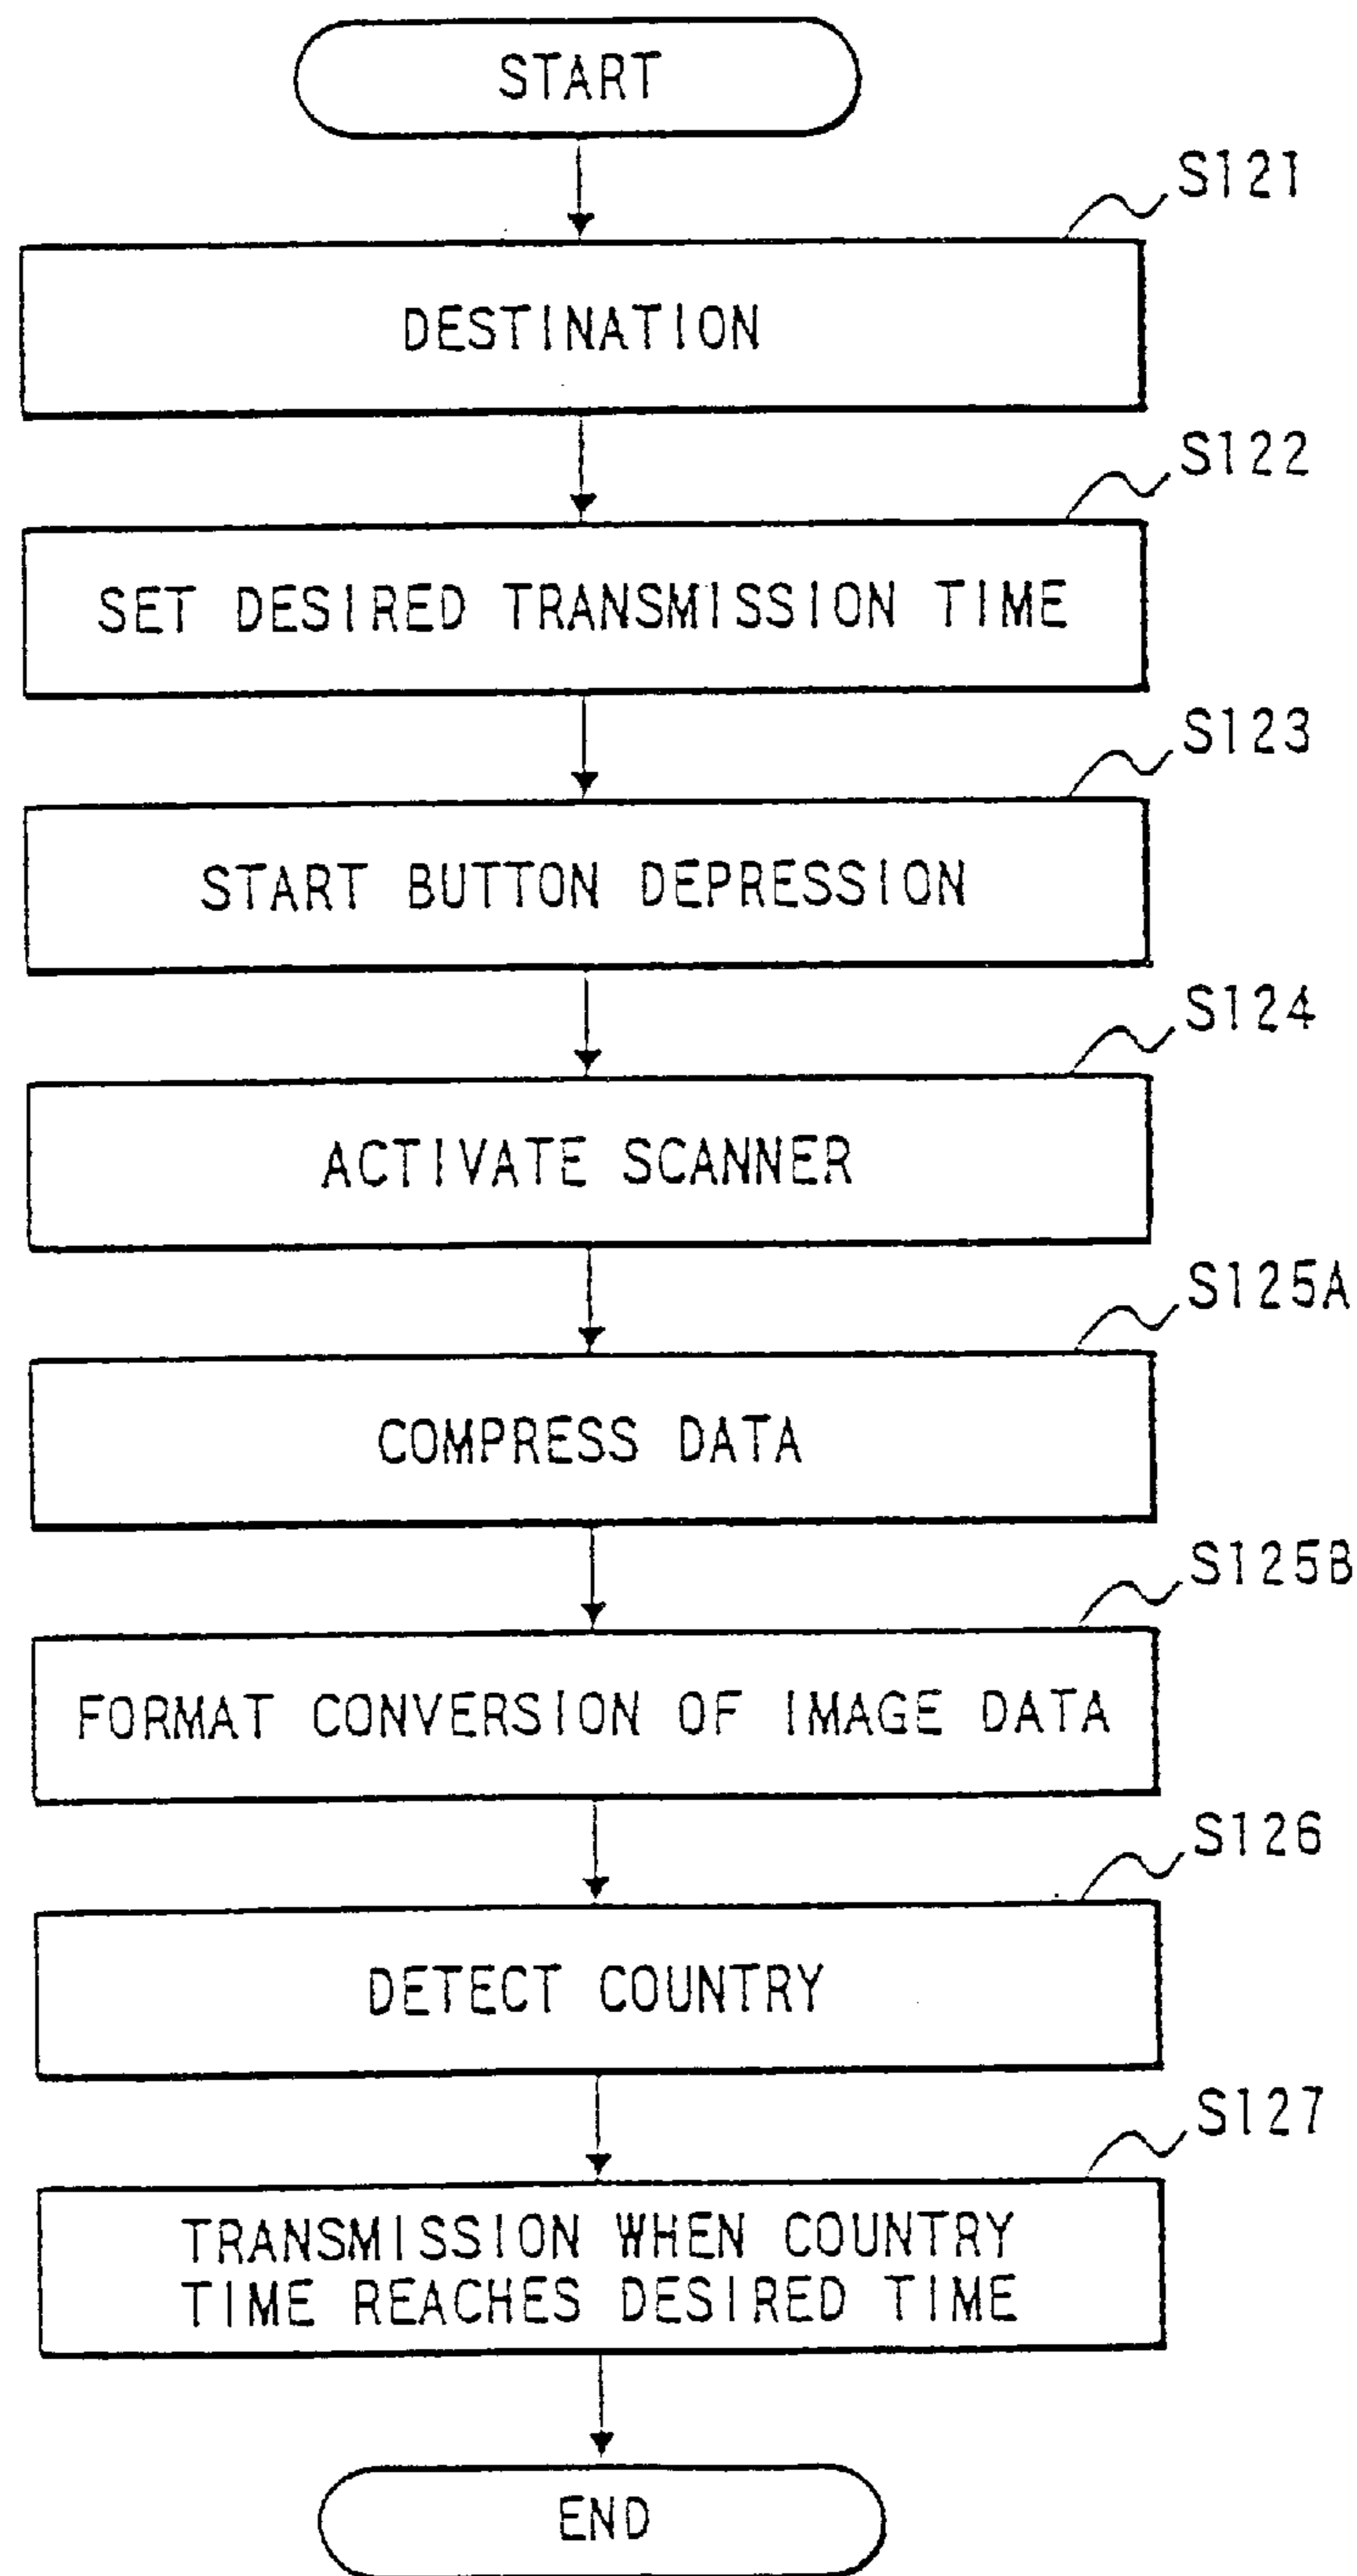 START
S121
DESTINATION
S122
SET DESIRED TRANSMISSION TIME
S123
START BUTTON DEPRESSION
S124
ACTIVATE SCANNER
S125A
COMPRESS DATA
S125B
FORMAT CONVERSION OF IMAGE DATA
S126
DETECT COUNTRY
S127
TRANSMISSION WHEN COUNTRY
TIME REACHES DESIRED TIME
END